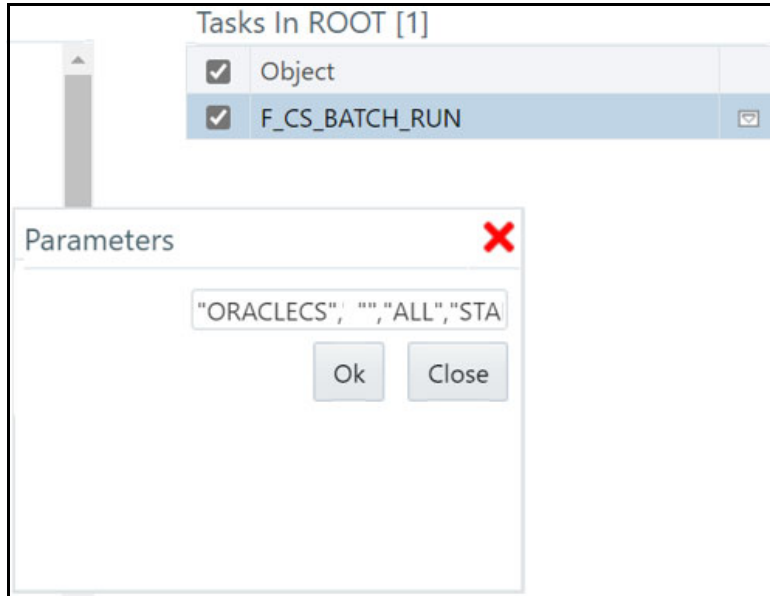 Tasks In ROOT [1]
Object
F_CS_BATCH_RUN
Parameters
"ORACLECS", "","ALL","STA
Ok Close